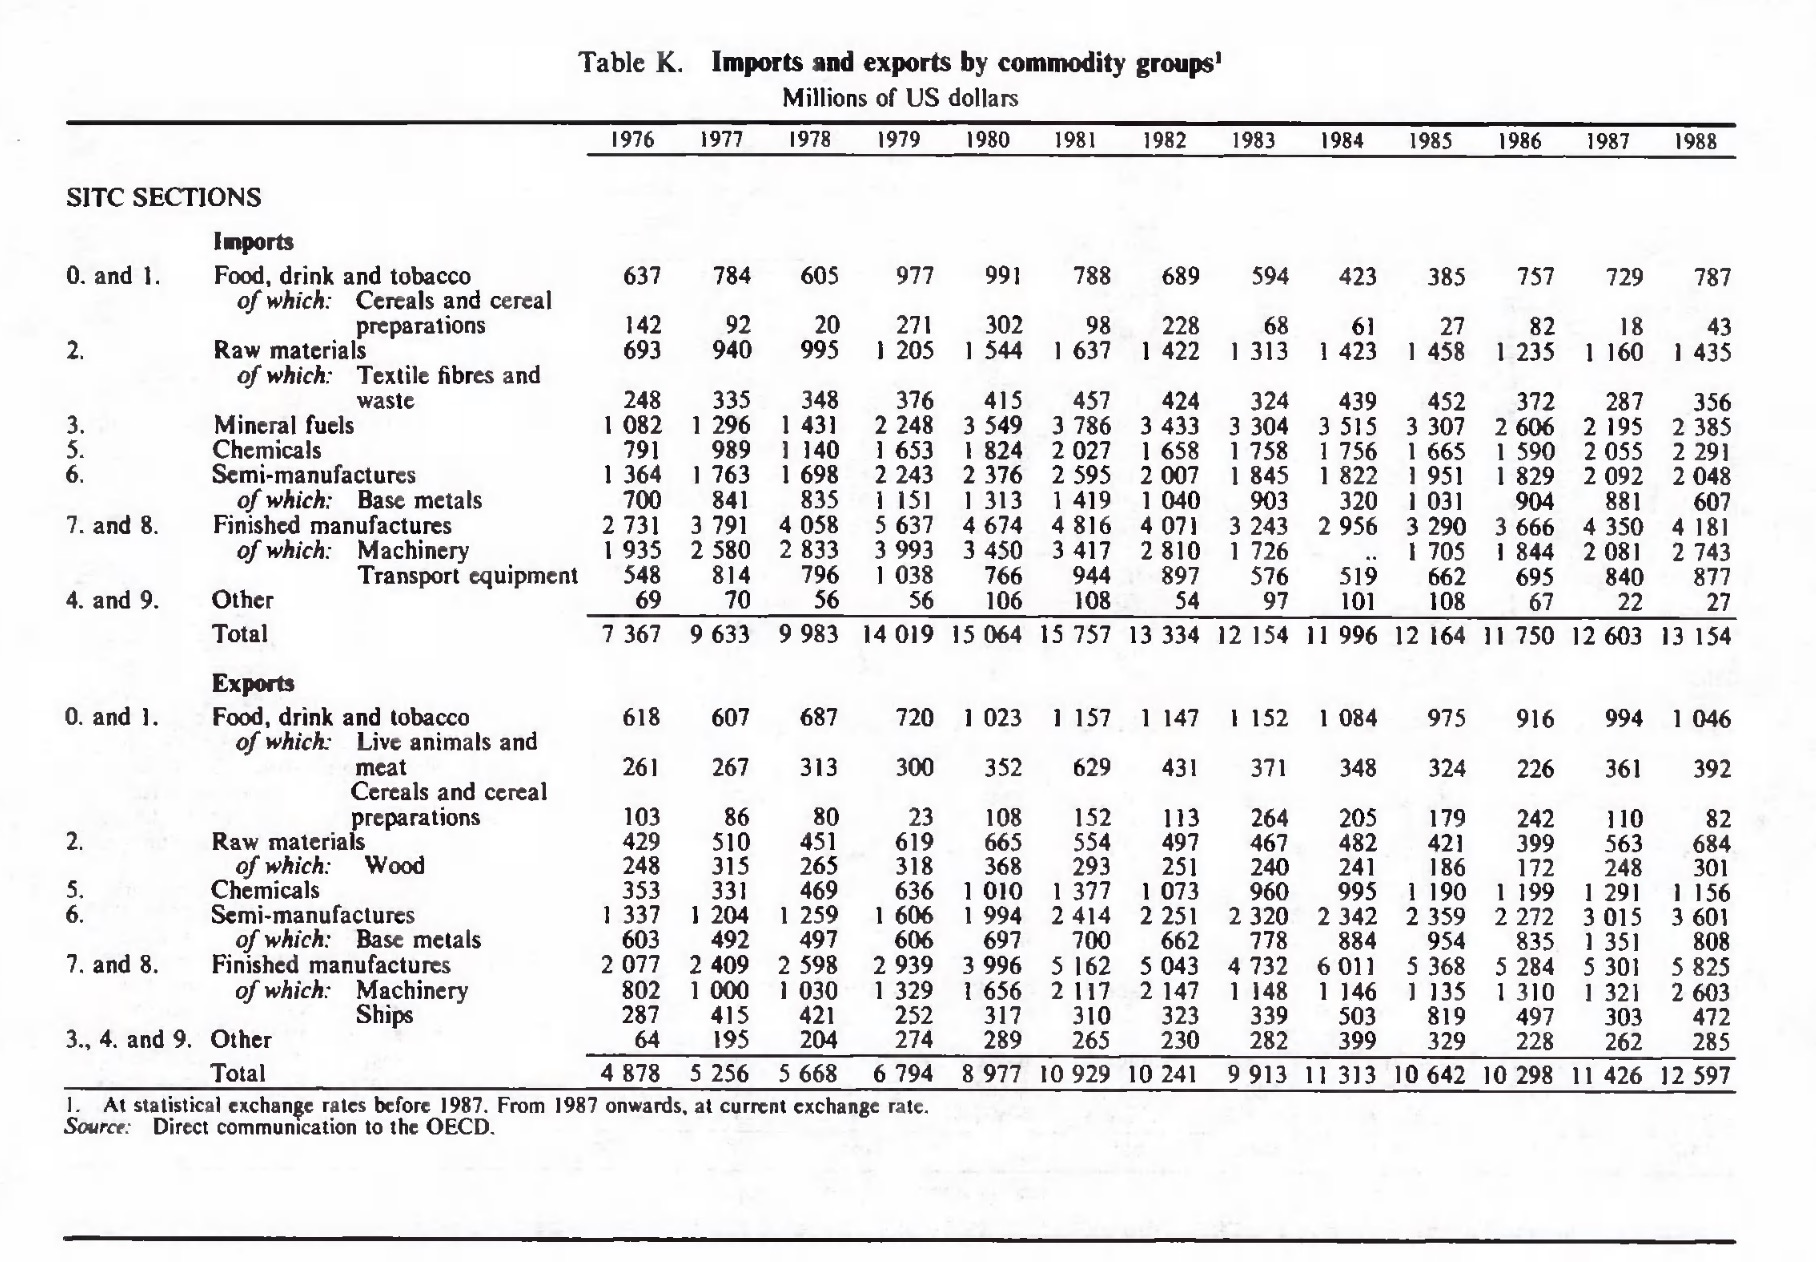 Table K. Imports and exports by commodity groups¹
Millions of US dollars
1976 1977 1978 1979 1980 1981 1982 1983 1984 1985 1986 1987 1988
SITC SECTIONS
Imports
0. and 1. Food, drink and tobacco 637 784 605 977 991 788 689 594 423 385 757 729 787
of which: Cereals and cereal
preparations 142 92 20 271 302 98 228 68 61 27 82 18 43
2. Raw materials 693 940 995 1 205 1 544 1 637 1 422 1 313 1 423 1 458 1 235 1 160 1 435
of which: Textile fibres and
waste 248 335 348 376 415 457 424 324 439 452 372 287 356
3. Mineral fuels 1 082 1 296 1 431 2 248 3 549 3 786 3 433 3 304 3 515 3 307 2 606 2 195 2 385
5. Chemicals 791 989 1 140 1 653 1 824 2 027 1 658 1 758 1 756 1 665 1 590 2 055 2 291
6. Semi-manufactures 1 364 1 763 1 698 2 243 2 376 2 595 2 007 1 845 1 822 1 951 1 829 2 092 2 048
of which: Base metals 700 841 835 1 151 1 313 1 419 1 040 903 320 1 031 904 881 607
7. and 8. Finished manufactures 2 731 3 791 4 058 5 637 4 674 4 816 4 071 3 243 2 956 3 290 3 666 4 350 4 181
of which: Machinery 1 935 2 580 2 833 3 993 3 450 3 417 2 810 1 726 .. 1 705 1 844 2 081 2 743
Transport equipment 548 814 796 1 038 766 944 897 576 519 662 695 840 877
4. and 9. Other 69 70 56 56 106 108 54 97 101 108 67 22 27
Total 7 367 9 633 9 983 14 019 15 064 15 757 13 334 12 154 11 996 12 164 11 750 12 603 13 154
Exports
0. and 1. Food, drink and tobacco 618 607 687 720 1 023 1 157 1 147 1 152 1 084 975 916 994 1 046
of which: Live animals and
meat 261 267 313 300 352 629 431 371 348 324 226 361 392
Cereals and cereal
preparations 103 86 80 23 108 152 113 264 205 179 242 110 82
2. Raw materials 429 510 451 619 665 554 497 467 482 421 399 563 684
of which: Wood 248 315 265 318 368 293 251 240 241 186 172 248 301
5. Chemicals 353 331 469 636 1 010 1 377 1 073 960 995 1 190 1 199 1 291 1 156
6. Semi-manufactures 1 337 1 204 1 259 1 606 1 994 2 414 2 251 2 320 2 342 2 359 2 272 3 015 3 601
of which: Base metals 603 492 497 606 697 700 662 778 884 954 835 1 351 808
7. and 8. Finished manufactures 2 077 2 409 2 598 2 939 3 996 5 162 5 043 4 732 6 011 5 368 5 284 5 301 5 825
of which: Machinery 802 1 000 1 030 1 329 1 656 2 117 2 147 1 148 1 146 1 135 1 310 1 321 2 603
Ships 287 415 421 252 317 310 323 339 503 819 497 303 472
3., 4. and 9. Other 64 195 204 274 289 265 230 282 399 329 228 262 285
Total 4 878 5 256 5 668 6 794 8 977 10 929 10 241 9 913 11 313 10 642 10 298 11 426 12 597
1. At statistical exchange rates before 1987. From 1987 onwards, at current exchange rate.
Source: Direct communication to the OECD.